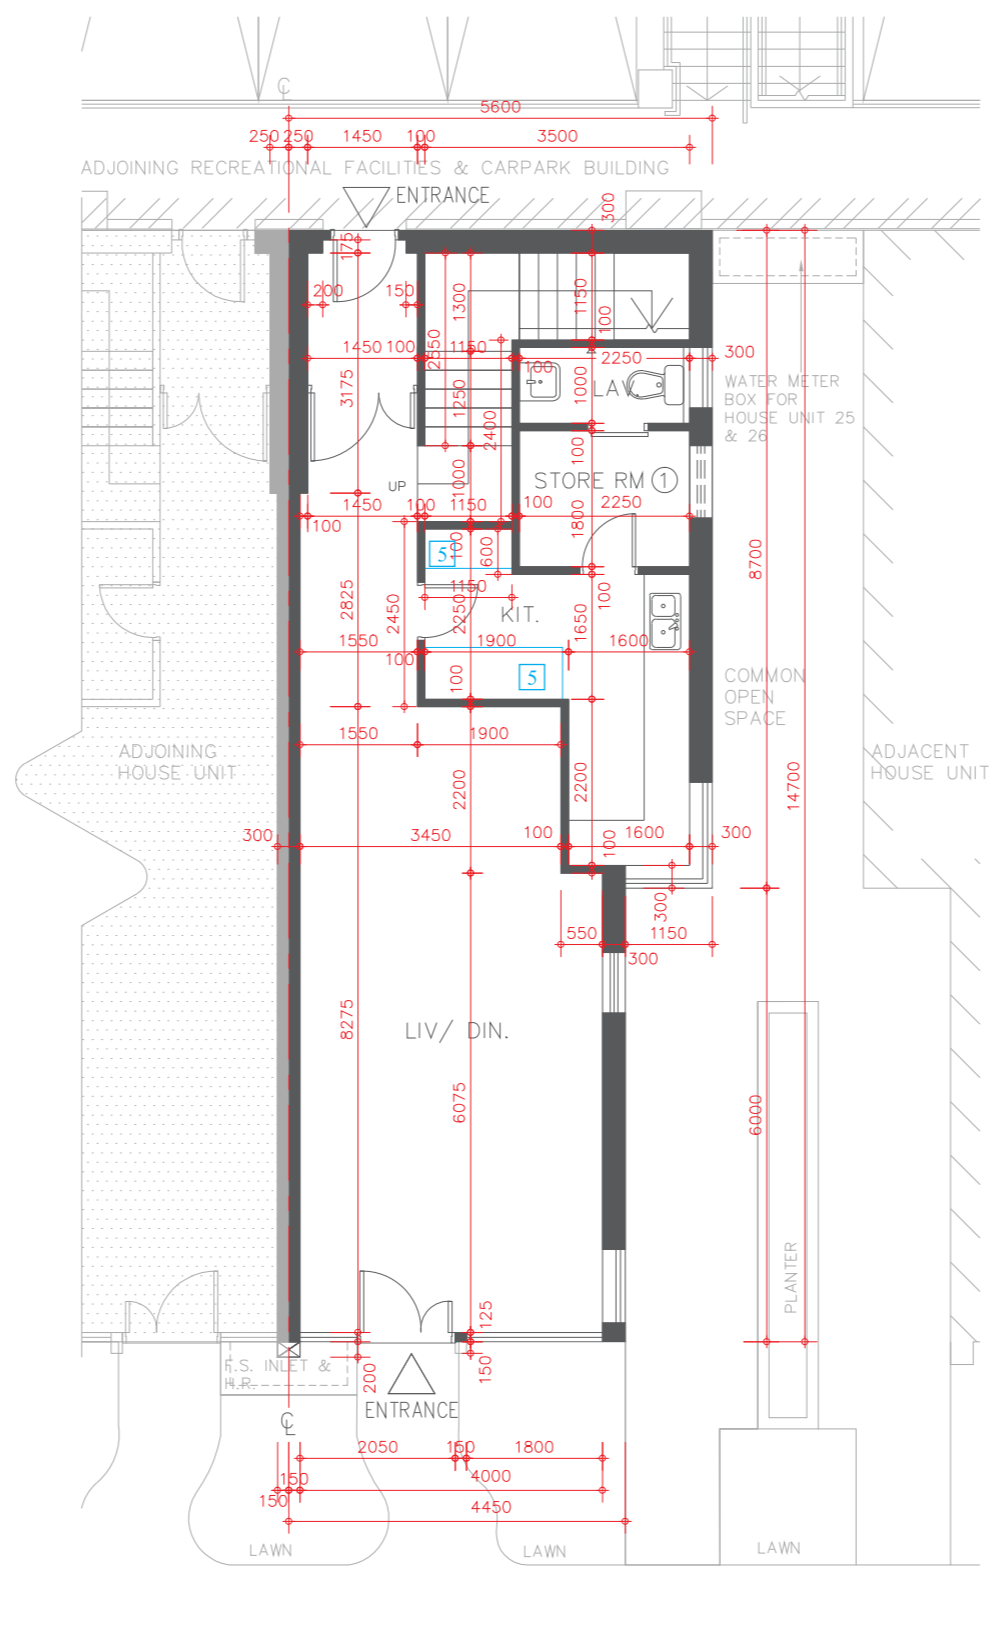 5600
250 250 1450 100 3500
ADJOINING RECREATIONAL FACILITIES & CARPARK BUILDING
ENTRANCE
300
175
200 150
1300
1150
100
2550
1450 100 1150 2250 300
100
3175
1250
2400
1000
LAV.
WATER METER
BOX FOR
HOUSE UNIT 25
& 26
100
STORE RM 1
UP
1000
1450 100 1150 100 2250
100
1800
100
5
600
8700
1150
2825
2450
2250
KIT.
1650
100
1550 1900 1600
100
100
5
COMMON
OPEN
SPACE
ADJOINING
HOUSE UNIT
1550 1900
2200
2200
14700
ADJACENT
HOUSE UNIT
300 3450 100 1600 300
100
300
550 1150
300
8275
LIV/ DIN.
6075
6000
PLANTER
125
F.S. INLET &
H.R.
200
150
ENTRANCE
℄
2050 150 1800
150 4000
150
4450
LAWN
LAWN
LAWN
℄